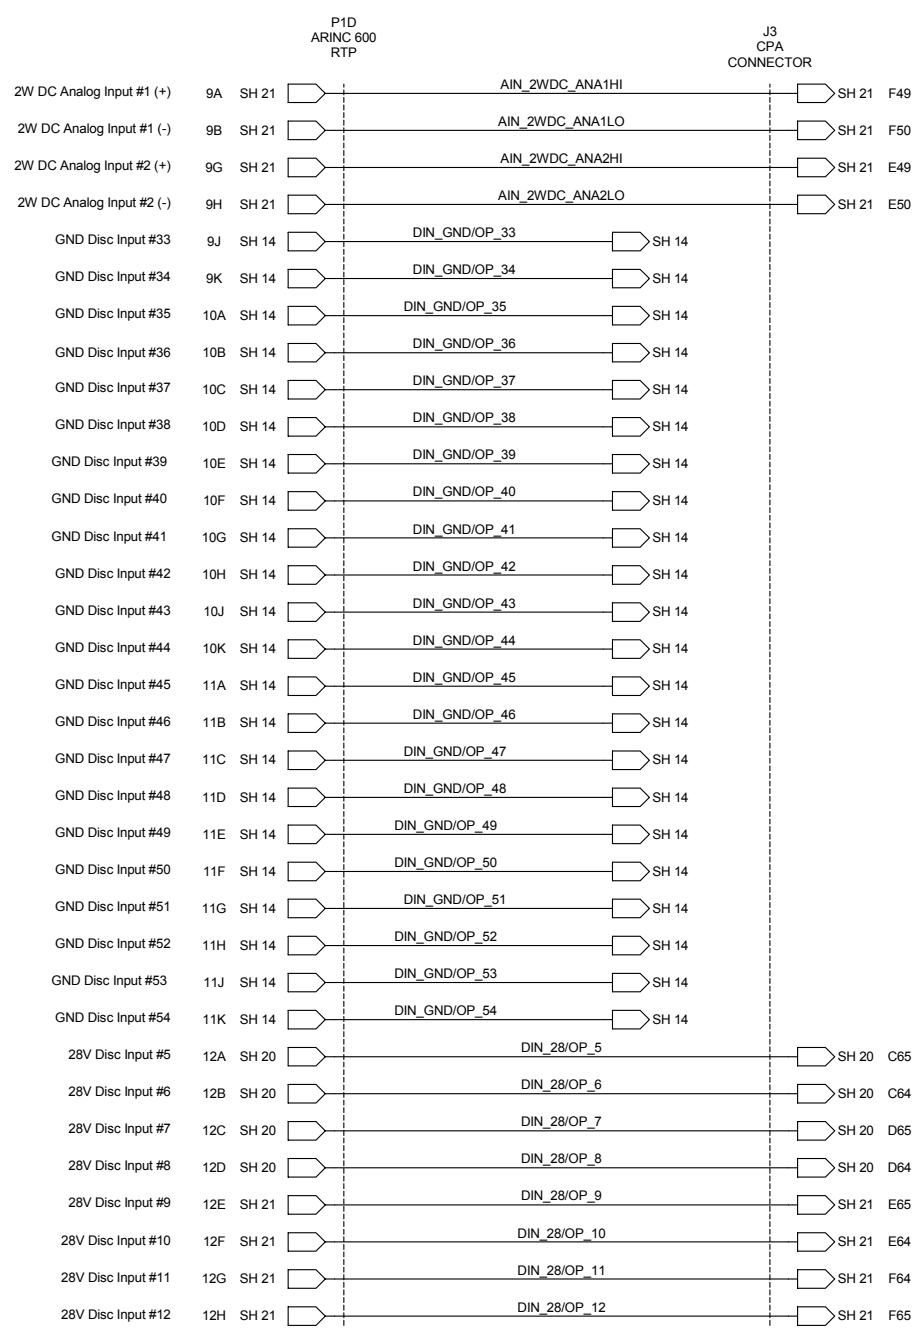 P1D
ARINC 600
RTP
J3
CPA
CONNECTOR
2W DC Analog Input #1 (+) 9A SH 21 AIN_2WDC_ANA1HI SH 21 F49
2W DC Analog Input #1 (-) 9B SH 21 AIN_2WDC_ANA1LO SH 21 F50
2W DC Analog Input #2 (+) 9G SH 21 AIN_2WDC_ANA2HI SH 21 E49
2W DC Analog Input #2 (-) 9H SH 21 AIN_2WDC_ANA2LO SH 21 E50
GND Disc Input #33 9J SH 14 DIN_GND/OP_33 SH 14
GND Disc Input #34 9K SH 14 DIN_GND/OP_34 SH 14
GND Disc Input #35 10A SH 14 DIN_GND/OP_35 SH 14
GND Disc Input #36 10B SH 14 DIN_GND/OP_36 SH 14
GND Disc Input #37 10C SH 14 DIN_GND/OP_37 SH 14
GND Disc Input #38 10D SH 14 DIN_GND/OP_38 SH 14
GND Disc Input #39 10E SH 14 DIN_GND/OP_39 SH 14
GND Disc Input #40 10F SH 14 DIN_GND/OP_40 SH 14
GND Disc Input #41 10G SH 14 DIN_GND/OP_41 SH 14
GND Disc Input #42 10H SH 14 DIN_GND/OP_42 SH 14
GND Disc Input #43 10J SH 14 DIN_GND/OP_43 SH 14
GND Disc Input #44 10K SH 14 DIN_GND/OP_44 SH 14
GND Disc Input #45 11A SH 14 DIN_GND/OP_45 SH 14
GND Disc Input #46 11B SH 14 DIN_GND/OP_46 SH 14
GND Disc Input #47 11C SH 14 DIN_GND/OP_47 SH 14
GND Disc Input #48 11D SH 14 DIN_GND/OP_48 SH 14
GND Disc Input #49 11E SH 14 DIN_GND/OP_49 SH 14
GND Disc Input #50 11F SH 14 DIN_GND/OP_50 SH 14
GND Disc Input #51 11G SH 14 DIN_GND/OP_51 SH 14
GND Disc Input #52 11H SH 14 DIN_GND/OP_52 SH 14
GND Disc Input #53 11J SH 14 DIN_GND/OP_53 SH 14
GND Disc Input #54 11K SH 14 DIN_GND/OP_54 SH 14
28V Disc Input #5 12A SH 20 DIN_28/OP_5 SH 20 C65
28V Disc Input #6 12B SH 20 DIN_28/OP_6 SH 20 C64
28V Disc Input #7 12C SH 20 DIN_28/OP_7 SH 20 D65
28V Disc Input #8 12D SH 20 DIN_28/OP_8 SH 20 D64
28V Disc Input #9 12E SH 21 DIN_28/OP_9 SH 21 E65
28V Disc Input #10 12F SH 21 DIN_28/OP_10 SH 21 E64
28V Disc Input #11 12G SH 21 DIN_28/OP_11 SH 21 F64
28V Disc Input #12 12H SH 21 DIN_28/OP_12 SH 21 F65